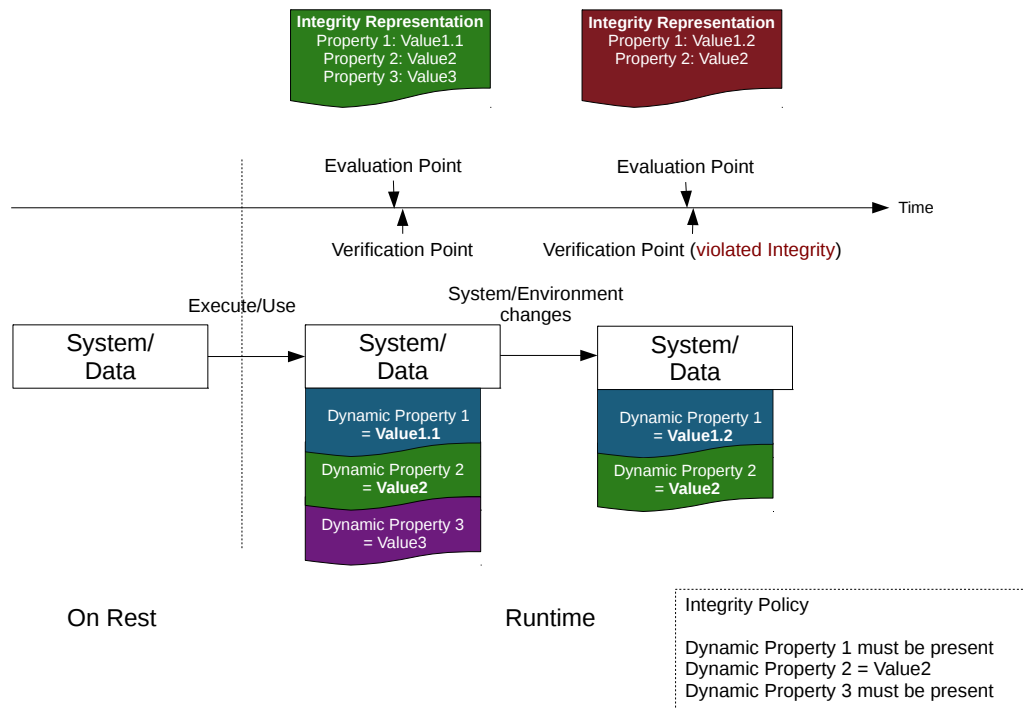 Integrity Representation
Property 1: Value1.1
Property 2: Value2
Property 3: Value3
Integrity Representation
Property 1: Value1.2
Property 2: Value2
Evaluation Point
Evaluation Point
Time
Verification Point
Verification Point (violated Integrity)
Execute/Use
System/Environment
changes
System/
Data
System/
Data
System/
Data
Dynamic Property 1
= Value1.1
Dynamic Property 2
= Value2
Dynamic Property 3
= Value3
Dynamic Property 1
= Value1.2
Dynamic Property 2
= Value2
On Rest
Runtime
Integrity Policy
Dynamic Property 1 must be present
Dynamic Property 2 = Value2
Dynamic Property 3 must be present